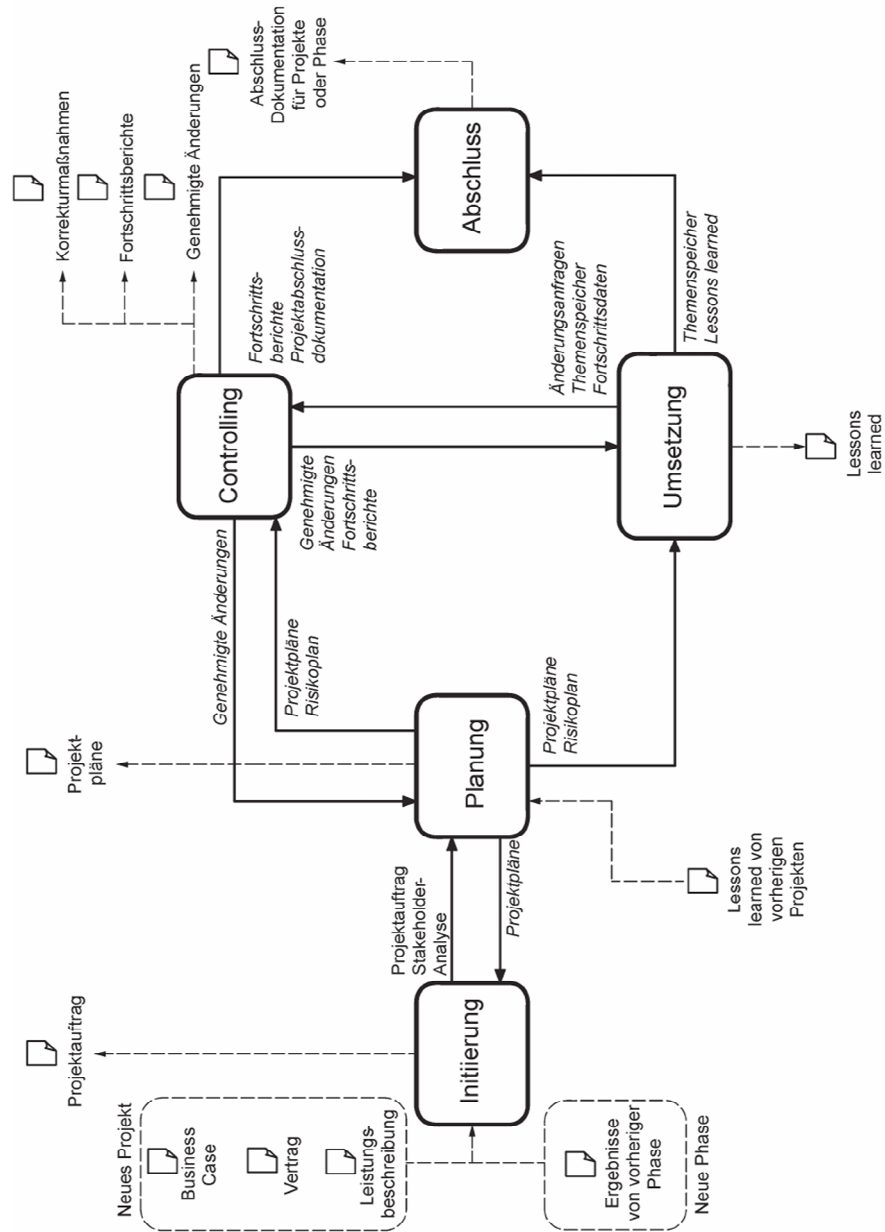 Neues Projekt
Business
Case
Vertrag
Leistungs-
beschreibung
Ergebnisse
von vorheriger
Phase
Neue Phase
Projektauftrag
Initiierung
Projektauftrag
Stakeholder-
Analyse
Projektpläne
Lessons
learned von
vorherigen
Projekten
Projekt-
pläne
Planung
Genehmigte Änderungen
Projektpläne
Risikoplan
Projektpläne
Risikoplan
Controlling
Genehmigte
Änderungen
Fortschritts-
berichte
Änderungsanfragen
Themenspeicher
Fortschrittsdaten
Umsetzung
Lessons
learned
Korrekturmaßnahmen
Fortschrittsberichte
Genehmigte Änderungen
Fortschritts-
berichte
Projektabschluss-
dokumentation
Themenspeicher
Lessons learned
Abschluss
Abschluss-
Dokumentation
für Projekte
oder Phase